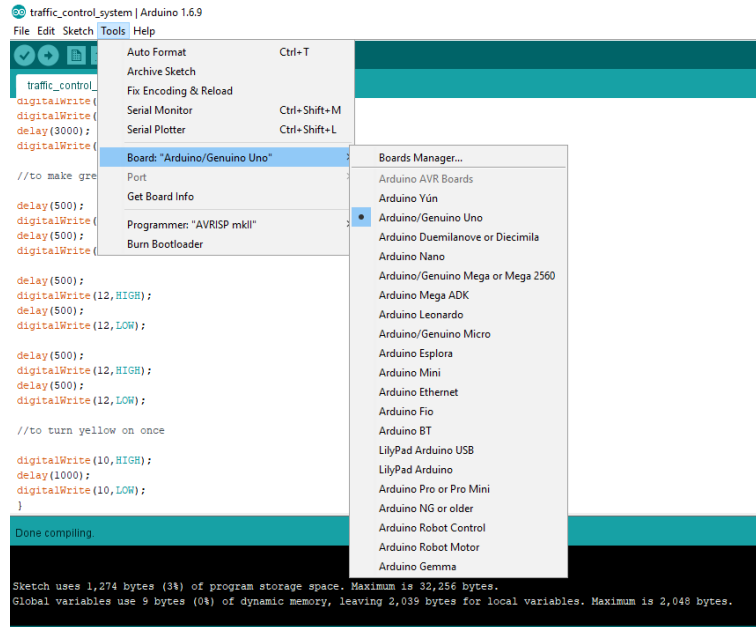 traffic_control_system | Arduino 1.6.9
File Edit Sketch Tools Help
traffic_control_
digitalWrite(
digitalWrite(
delay(3000);
digitalWrite(
//to make gre
delay(500);
digitalWrite(
delay(500);
digitalWrite(
delay(500);
digitalWrite(12,HIGH);
delay(500);
digitalWrite(12,LOW);
delay(500);
digitalWrite(12,HIGH);
delay(500);
digitalWrite(12,LOW);
//to turn yellow on once
digitalWrite(10,HIGH);
delay(1000);
digitalWrite(10,LOW);
}
Auto Format Ctrl+T
Archive Sketch
Fix Encoding & Reload
Serial Monitor Ctrl+Shift+M
Serial Plotter Ctrl+Shift+L
Board: "Arduino/Genuino Uno"
Port
Get Board Info
Programmer: "AVRISP mkII"
Burn Bootloader
Boards Manager...
Arduino AVR Boards
Arduino Yún
Arduino/Genuino Uno
Arduino Duemilanove or Diecimila
Arduino Nano
Arduino/Genuino Mega or Mega 2560
Arduino Mega ADK
Arduino Leonardo
Arduino/Genuino Micro
Arduino Esplora
Arduino Mini
Arduino Ethernet
Arduino Fio
Arduino BT
LilyPad Arduino USB
LilyPad Arduino
Arduino Pro or Pro Mini
Arduino NG or older
Arduino Robot Control
Arduino Robot Motor
Arduino Gemma
Done compiling.
Sketch uses 1,274 bytes (3%) of program storage space. Maximum is 32,256 bytes.
Global variables use 9 bytes (0%) of dynamic memory, leaving 2,039 bytes for local variables. Maximum is 2,048 bytes.